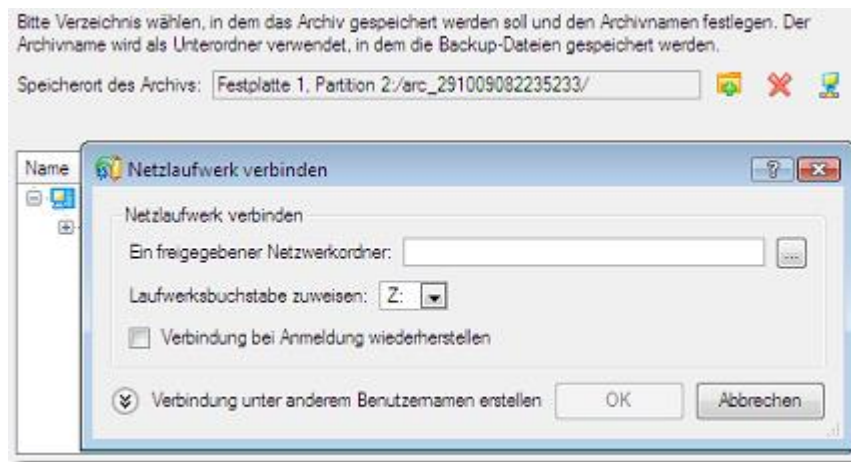 Bitte Verzeichnis wählen, in dem das Archiv gespeichert werden soll und den Archivnamen festlegen. Der
Archivname wird als Unterordner verwendet, in dem die Backup-Dateien gespeichert werden.
Speicherort des Archivs: Festplatte 1, Partition 2:/arc_291009082235233/
Name
Netzlaufwerk verbinden
Netzlaufwerk verbinden
Ein freigegebener Netzwerkordner: ...
Laufwerksbuchstabe zuweisen: Z:
Verbindung bei Anmeldung wiederherstellen
Verbindung unter anderem Benutzernamen erstellen OK Abbrechen